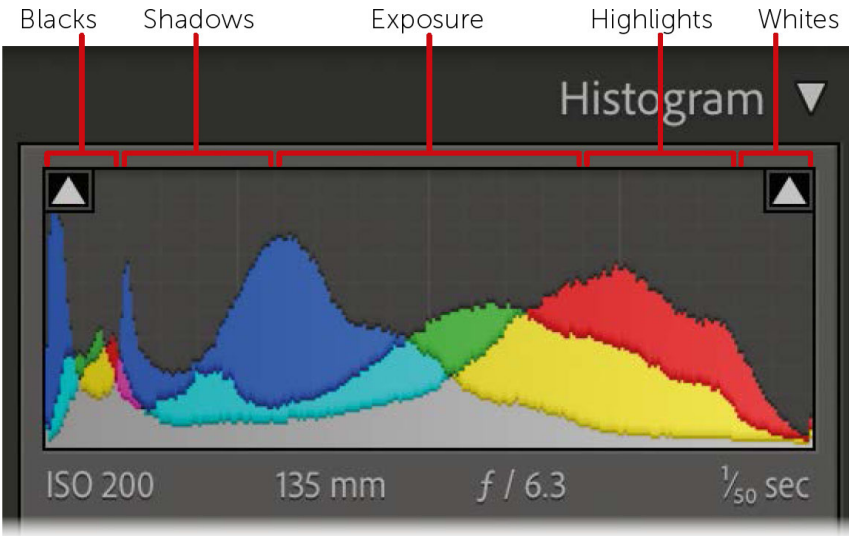 Blacks Shadows Exposure Highlights Whites
Histogram
ISO 200 135 mm ƒ / 6.3 1/50 sec